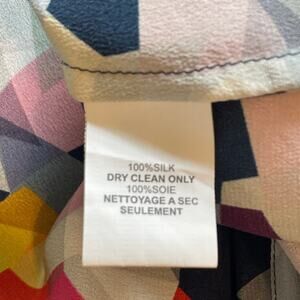 100%SILK
DRY CLEAN ONLY
100%SOIE
NETTOYAGE A SEC
SEULEMENT